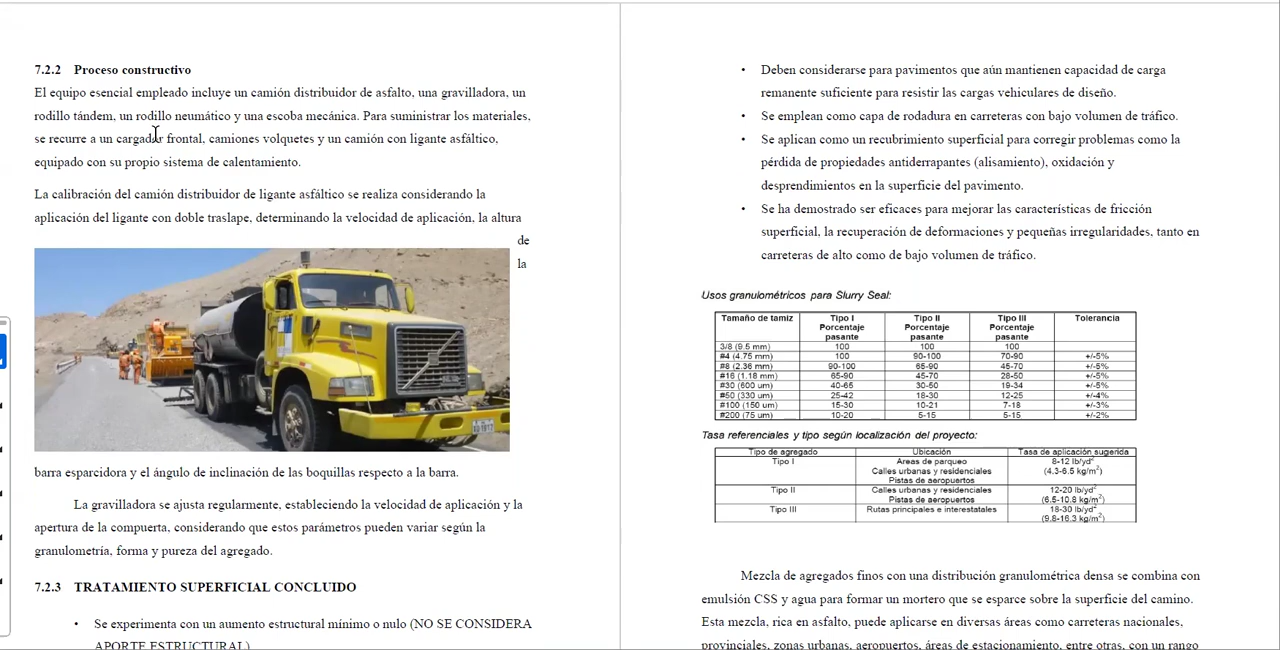 7.2.2 Proceso constructivo
El equipo esencial empleado incluye un camión distribuidor de asfalto, una gravilladora, un
rodillo tándem, un rodillo neumático y una escoba mecánica. Para suministrar los materiales,
se recurre a un cargador frontal, camiones volquetes y un camión con ligante asfáltico,
equipado con su propio sistema de calentamiento.
La calibración del camión distribuidor de ligante asfáltico se realiza considerando la
aplicación del ligante con doble traslape, determinando la velocidad de aplicación, la altura
de
la
barra esparcidora y el ángulo de inclinación de las boquillas respecto a la barra.
La gravilladora se ajusta regularmente, estableciendo la velocidad de aplicación y la
apertura de la compuerta, considerando que estos parámetros pueden variar según la
granulometría, forma y pureza del agregado.
7.2.3 TRATAMIENTO SUPERFICIAL CONCLUIDO
• Se experimenta con un aumento estructural mínimo o nulo (NO SE CONSIDERA
APORTE ESTRUCTURAL)
• Deben considerarse para pavimentos que aún mantienen capacidad de carga
remanente suficiente para resistir las cargas vehiculares de diseño.
• Se emplean como capa de rodadura en carreteras con bajo volumen de tráfico.
• Se aplican como un recubrimiento superficial para corregir problemas como la
pérdida de propiedades antiderrapantes (alisamiento), oxidación y
desprendimientos en la superficie del pavimento.
• Se ha demostrado ser eficaces para mejorar las características de fricción
superficial, la recuperación de deformaciones y pequeñas irregularidades, tanto en
carreteras de alto como de bajo volumen de tráfico.
Usos granulométricos para Slurry Seal:
Tamaño de tamiz Tipo I Porcentaje pasante Tipo II Porcentaje pasante Tipo III Porcentaje pasante Tolerancia
3/8 (9.5 mm) 100 100 100
#4 (4.75 mm) 100 90-100 70-90 +/-5%
#8 (2.36 mm) 90-100 65-90 45-70 +/-5%
#16 (1.18 mm) 65-90 45-70 28-50 +/-5%
#30 (600 um) 40-65 30-50 19-34 +/-5%
#50 (330 um) 25-42 18-30 12-25 +/-4%
#100 (150 um) 15-30 10-21 7-18 +/-3%
#200 (75 um) 10-20 5-15 5-15 +/-2%
Tasa referenciales y tipo según localización del proyecto:
Tipo de agregado Ubicación Tasa de aplicación sugerida
Tipo I Áreas de parqueo 8-12 lb/yd²
Calles urbanas y residenciales (4.3-6.5 kg/m²)
Pistas de aeropuertos
Tipo II Calles urbanas y residenciales 12-20 lb/yd²
Pistas de aeropuertos (6.5-10.8 kg/m²)
Tipo III Rutas principales e interestatales 18-30 lb/yd²
(9.8-16.3 kg/m²)
Mezcla de agregados finos con una distribución granulométrica densa se combina con
emulsión CSS y agua para formar un mortero que se esparce sobre la superficie del camino.
Esta mezcla, rica en asfalto, puede aplicarse en diversas áreas como carreteras nacionales,
provinciales, zonas urbanas, aeropuertos, áreas de estacionamiento, entre otras, con un rango